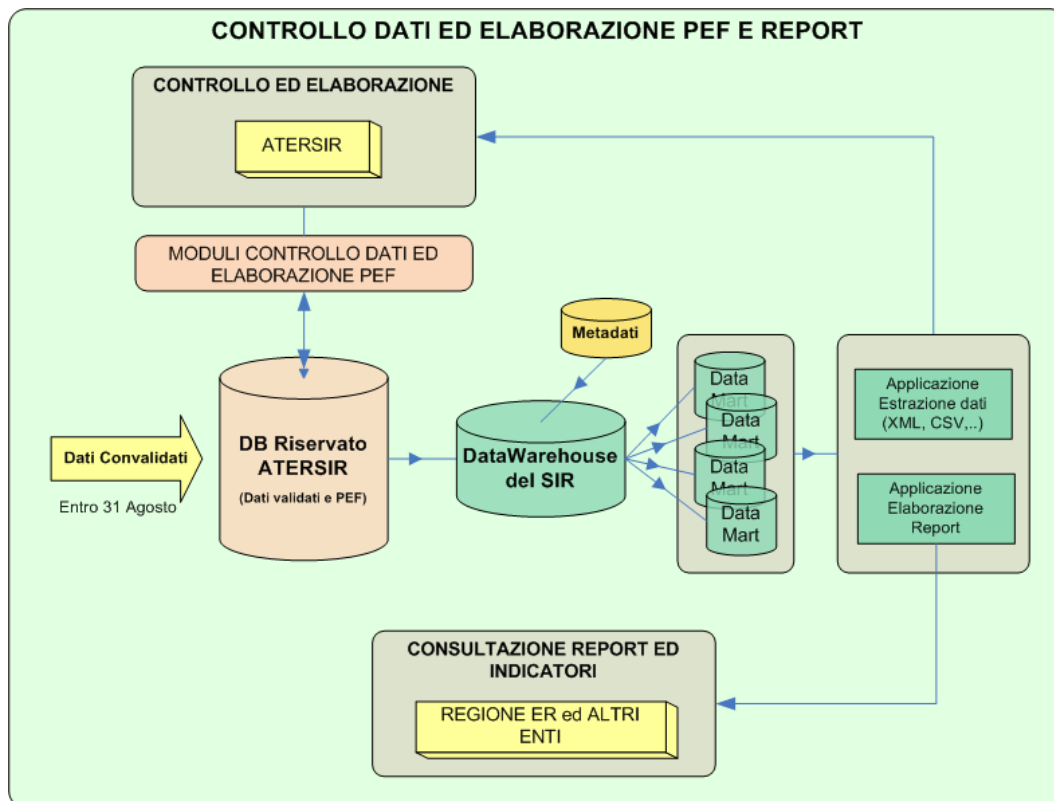 CONTROLLO DATI ED ELABORAZIONE PEF E REPORT
CONTROLLO ED ELABORAZIONE
ATERSIR
MODULI CONTROLLO DATI ED
ELABORAZIONE PEF
Metadati
Dati Convalidati
Entro 31 Agosto
DB Riservato
ATERSIR
(Dati validati e PEF)
DataWarehouse
del SIR
Data
Mart
Data
Mart
Data
Mart
Data
Mart
Applicazione
Estrazione dati
(XML, CSV,..)
Applicazione
Elaborazione
Report
CONSULTAZIONE REPORT ED
INDICATORI
REGIONE ER ed ALTRI
ENTI